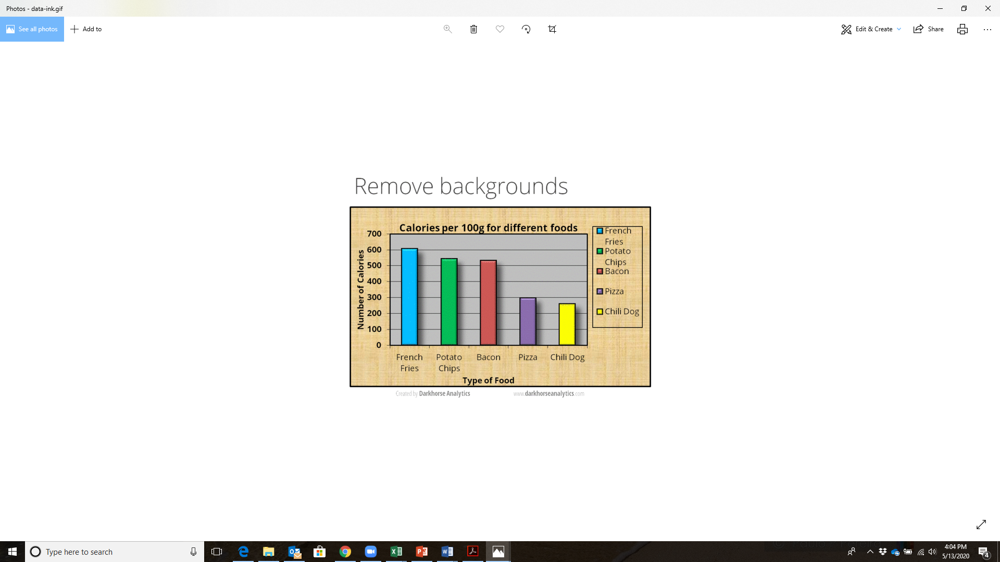 Photos - data-ink.gif
See all photos
Add to
Edit & Create
Share
Remove backgrounds
Calories per 100g for different foods
Number of Calories
700
600
500
400
300
200
100
0
French
Fries
Potato
Chips
Bacon
Pizza
Chili Dog
Type of Food
French
Fries
Potato
Chips
Bacon
Pizza
Chili Dog
Created by Darkhorse Analytics
www.darkhorseanalytics.com
Type here to search
4:04 PM
5/13/2020
4